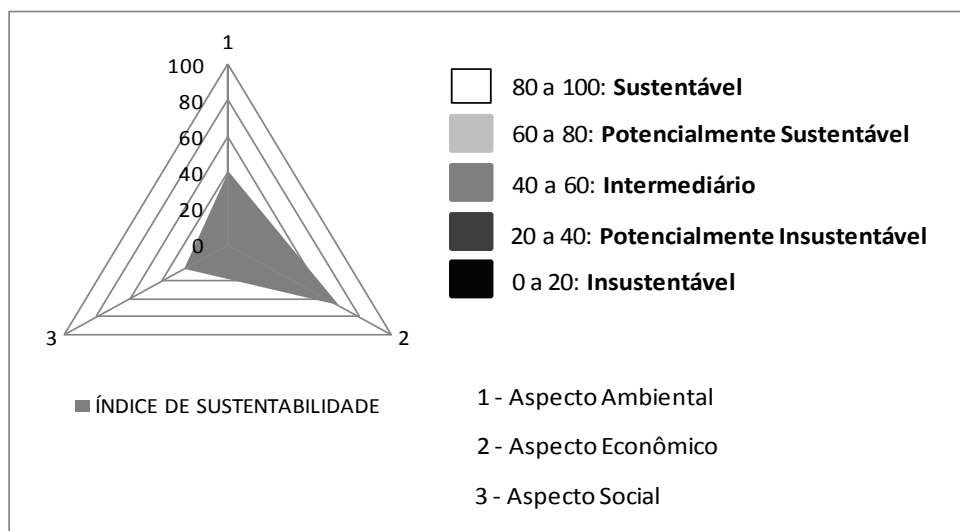 1
100
80
60
40
20
0
3
2
ÍNDICE DE SUSTENTABILIDADE
80 a 100: Sustentável
60 a 80: Potencialmente Sustentável
40 a 60: Intermediário
20 a 40: Potencialmente Insustentável
0 a 20: Insustentável
1 - Aspecto Ambiental
2 - Aspecto Econômico
3 - Aspecto Social